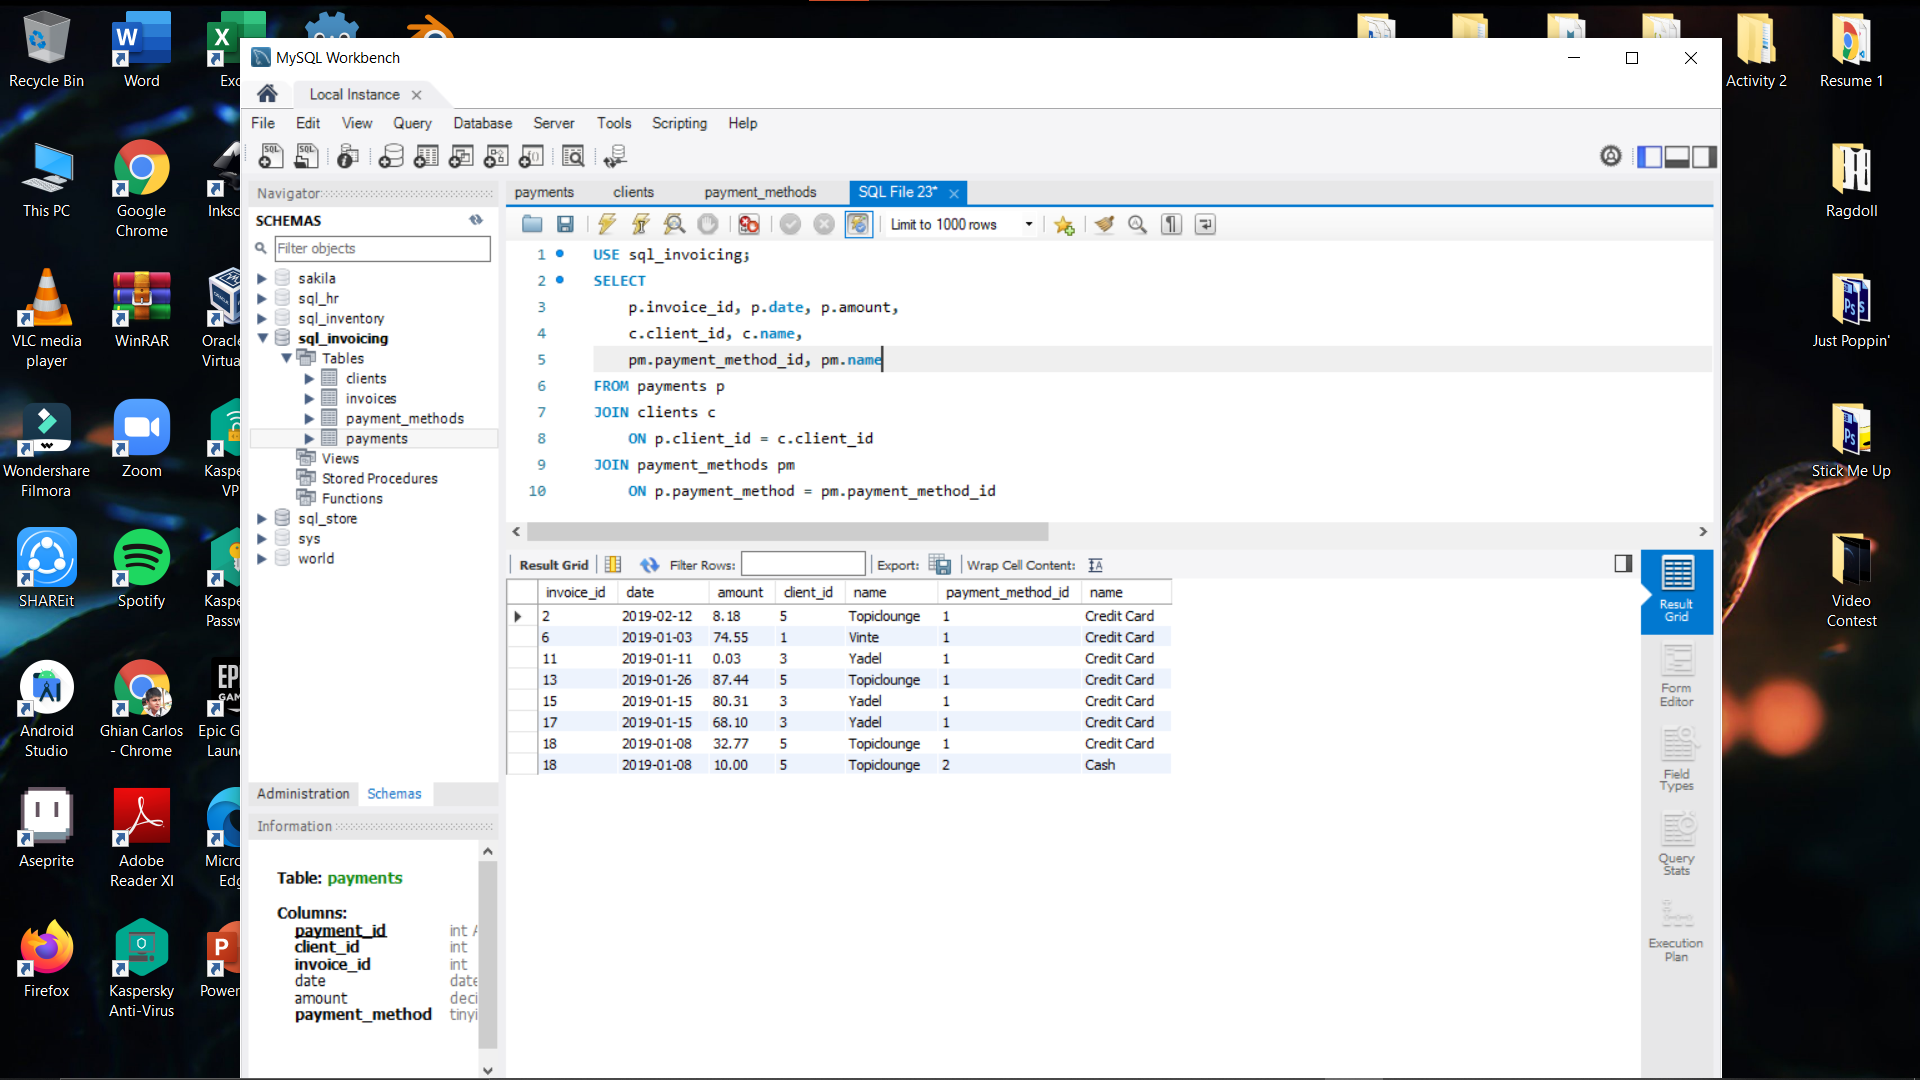 Recycle Bin
Word
Exc
This PC
Google
Chrome
Inksc
VLC media
player
WinRAR
Oracle
Virtua
Wondershare
Filmora
Zoom
Kaspe
VP
SHAREit
Spotify
Kaspe
Passw
Android
Studio
Ghian Carlos
- Chrome
Epic G
Laun
Aseprite
Adobe
Reader XI
Micro
Edg
Firefox
Kaspersky
Anti-Virus
Power
MySQL Workbench
Local Instance
File Edit View Query Database Server Tools Scripting Help
Navigator
SCHEMAS
Filter objects
sakila
sql_hr
sql_inventory
sql_invoicing
Tables
clients
invoices
payment_methods
payments
Views
Stored Procedures
Functions
sql_store
sys
world
Administration Schemas
Information
Table: payments
Columns:
payment_id int A
client_id int
invoice_id int
date date
amount deci
payment_method tinyi
payments clients payment_methods SQL File 23*
Limit to 1000 rows
1 USE sql_invoicing;
2 SELECT
3 p.invoice_id, p.date, p.amount,
4 c.client_id, c.name,
5 pm.payment_method_id, pm.name
6 FROM payments p
7 JOIN clients c
8 ON p.client_id = c.client_id
9 JOIN payment_methods pm
10 ON p.payment_method = pm.payment_method_id
Result Grid Filter Rows: Export: Wrap Cell Content:
invoice_id date amount client_id name payment_method_id name
2 2019-02-12 8.18 5 Topiclounge 1 Credit Card
6 2019-01-03 74.55 1 Vinte 1 Credit Card
11 2019-01-11 0.03 3 Yadel 1 Credit Card
13 2019-01-26 87.44 5 Topiclounge 1 Credit Card
15 2019-01-15 80.31 3 Yadel 1 Credit Card
17 2019-01-15 68.10 3 Yadel 1 Credit Card
18 2019-01-08 32.77 5 Topiclounge 1 Credit Card
18 2019-01-08 10.00 5 Topiclounge 2 Cash
Result
Grid
Form
Editor
Field
Types
Query
Stats
Execution
Plan
Activity 2
Resume 1
Ragdoll
Just Poppin'
Stick Me Up
Video
Contest